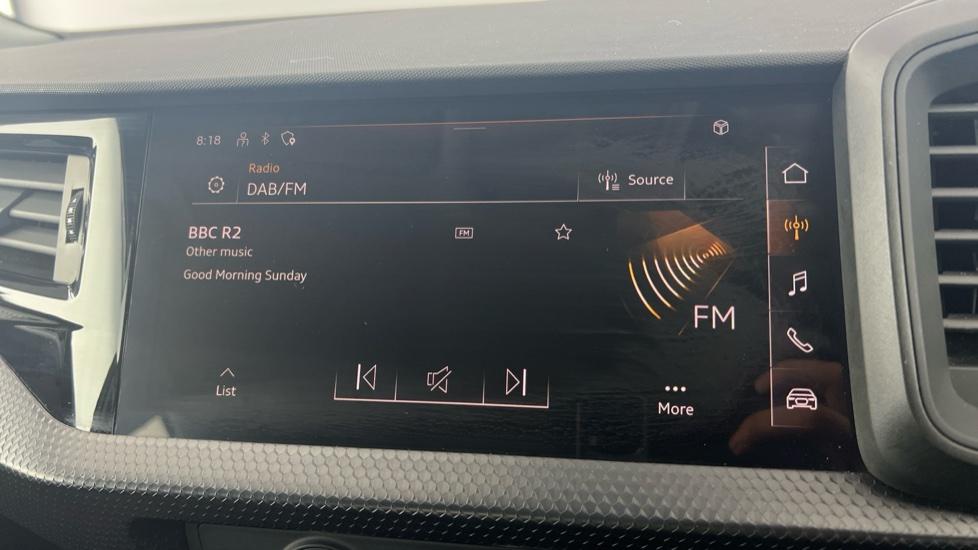 8:18
Radio
DAB/FM
Source
BBC R2
FM
Other music
Good Morning Sunday
FM
List
More